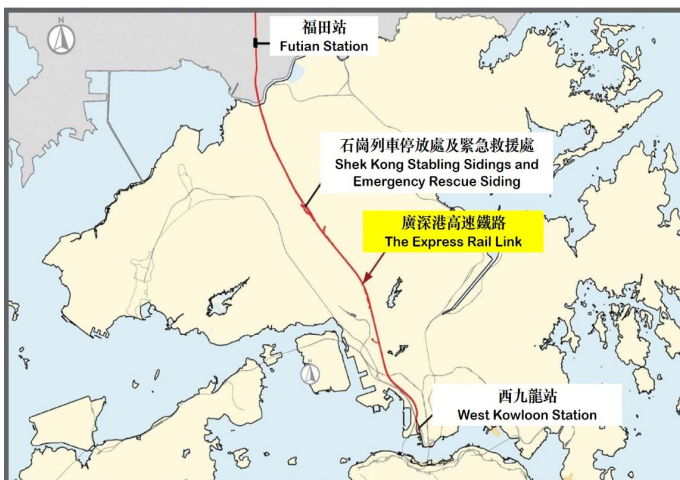 福田站
Futian Station
石崗列車停放處及緊急救援處
Shek Kong Stabling Sidings and
Emergency Rescue Siding
廣深港高速鐵路
The Express Rail Link
西九龍站
West Kowloon Station
N
N